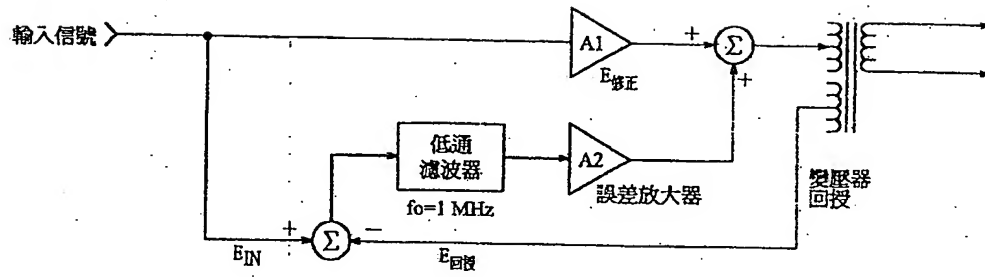 輸入信號
A1
+
Σ
E修正
+
低通
濾波器
A2
fo=1 MHz
誤差放大器
變壓器
回授
+
Σ
−
EIN
E回授